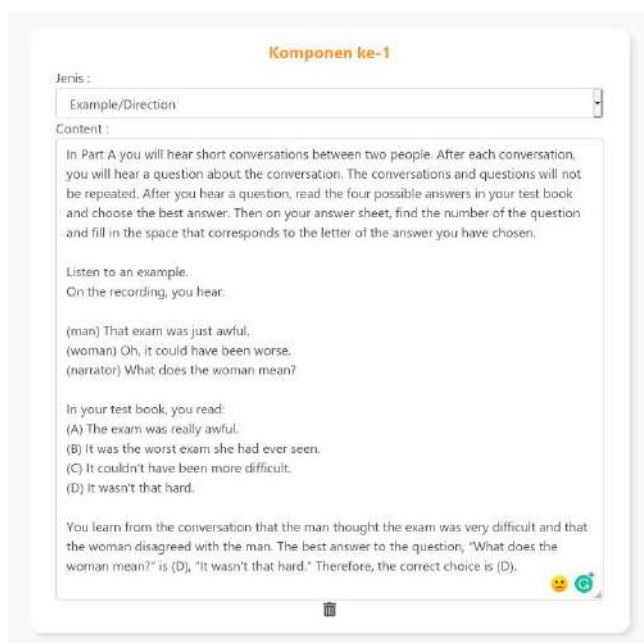 Komponen ke-1
Jenis :
Example/Direction
Content :
In Part A you will hear short conversations between two people. After each conversation,
you will hear a question about the conversation. The conversations and questions will not
be repeated. After you hear a question, read the four possible answers in your test book
and choose the best answer. Then on your answer sheet, find the number of the question
and fill in the space that corresponds to the letter of the answer you have chosen.
Listen to an example.
On the recording, you hear:
(man) That exam was just awful.
(woman) Oh, it could have been worse.
(narrator) What does the woman mean?
In your test book, you read:
(A) The exam was really awful.
(B) It was the worst exam she had ever seen.
(C) It couldn't have been more difficult.
(D) It wasn't that hard.
You learn from the conversation that the man thought the exam was very difficult and that
the woman disagreed with the man. The best answer to the question, "What does the
woman mean?" is (D), "It wasn't that hard." Therefore, the correct choice is (D).